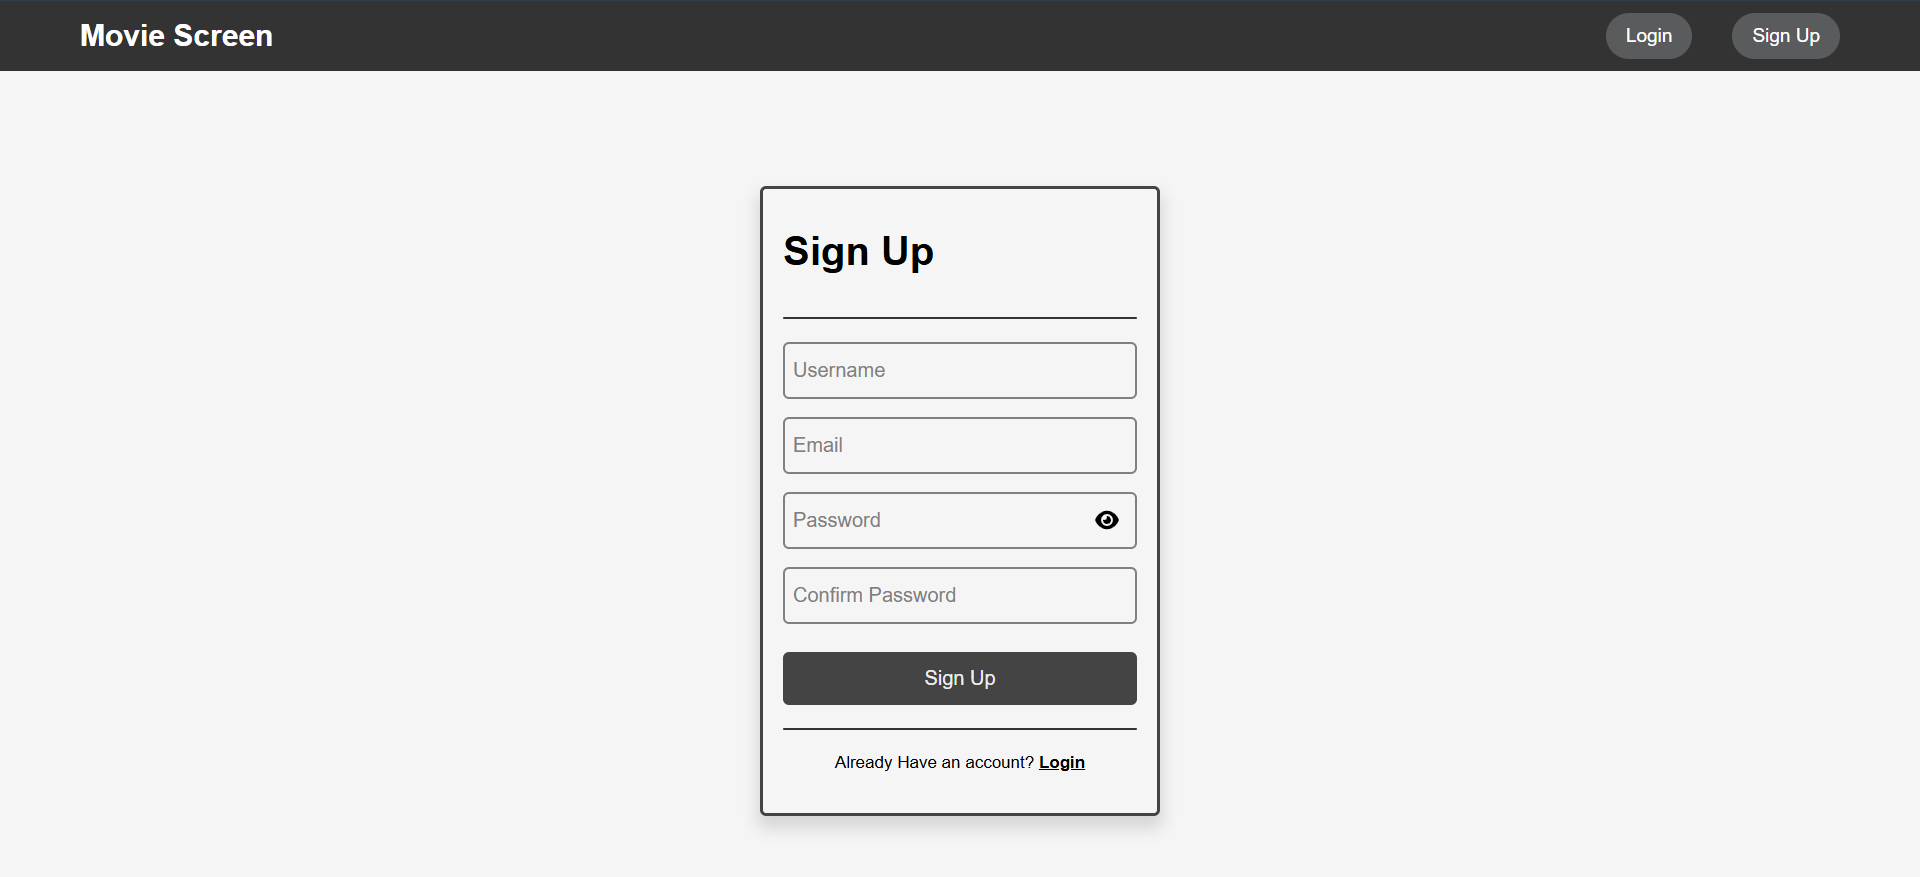 Movie Screen
Login
Sign Up
Sign Up
Username
Email
Password
Confirm Password
Sign Up
Already Have an account? Login